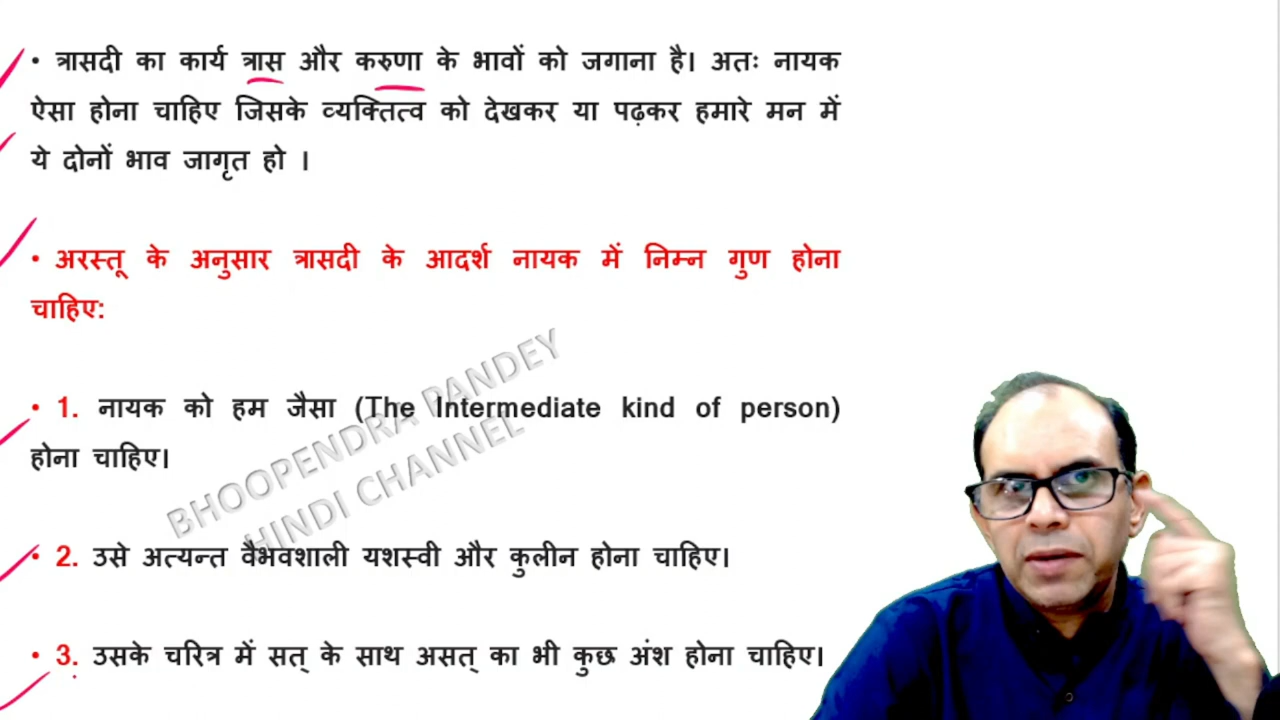 • त्रासदी का कार्य त्रास और करुणा के भावों को जगाना है। अतः नायक
ऐसा होना चाहिए जिसके व्यक्तित्व को देखकर या पढ़कर हमारे मन में
ये दोनों भाव जागृत हो ।
• अरस्तू के अनुसार त्रासदी के आदर्श नायक में निम्न गुण होना
चाहिए:
• 1. नायक को हम जैसा (The Intermediate kind of person)
होना चाहिए।
• 2. उसे अत्यन्त वैभवशाली यशस्वी और कुलीन होना चाहिए।
• 3. उसके चरित्र में सत् के साथ असत् का भी कुछ अंश होना चाहिए।
BHOOPENDRA PANDEY
HINDI CHANNEL